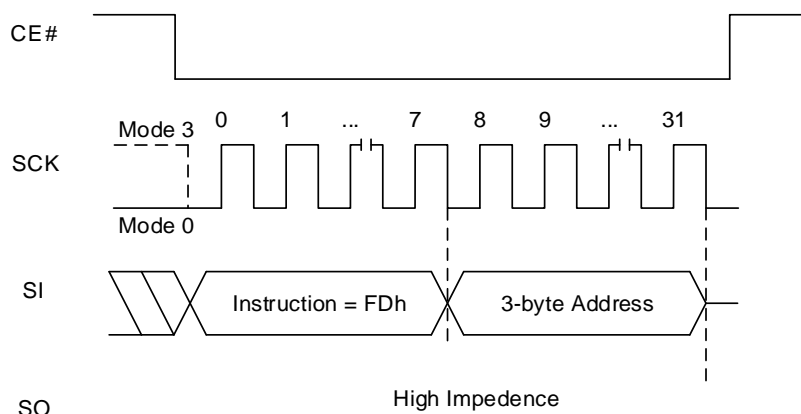 CE#
0 1 ... 7 8 9 ... 31
Mode 3
SCK
Mode 0
SI
Instruction = FDh
3-byte Address
High Impedence
SO